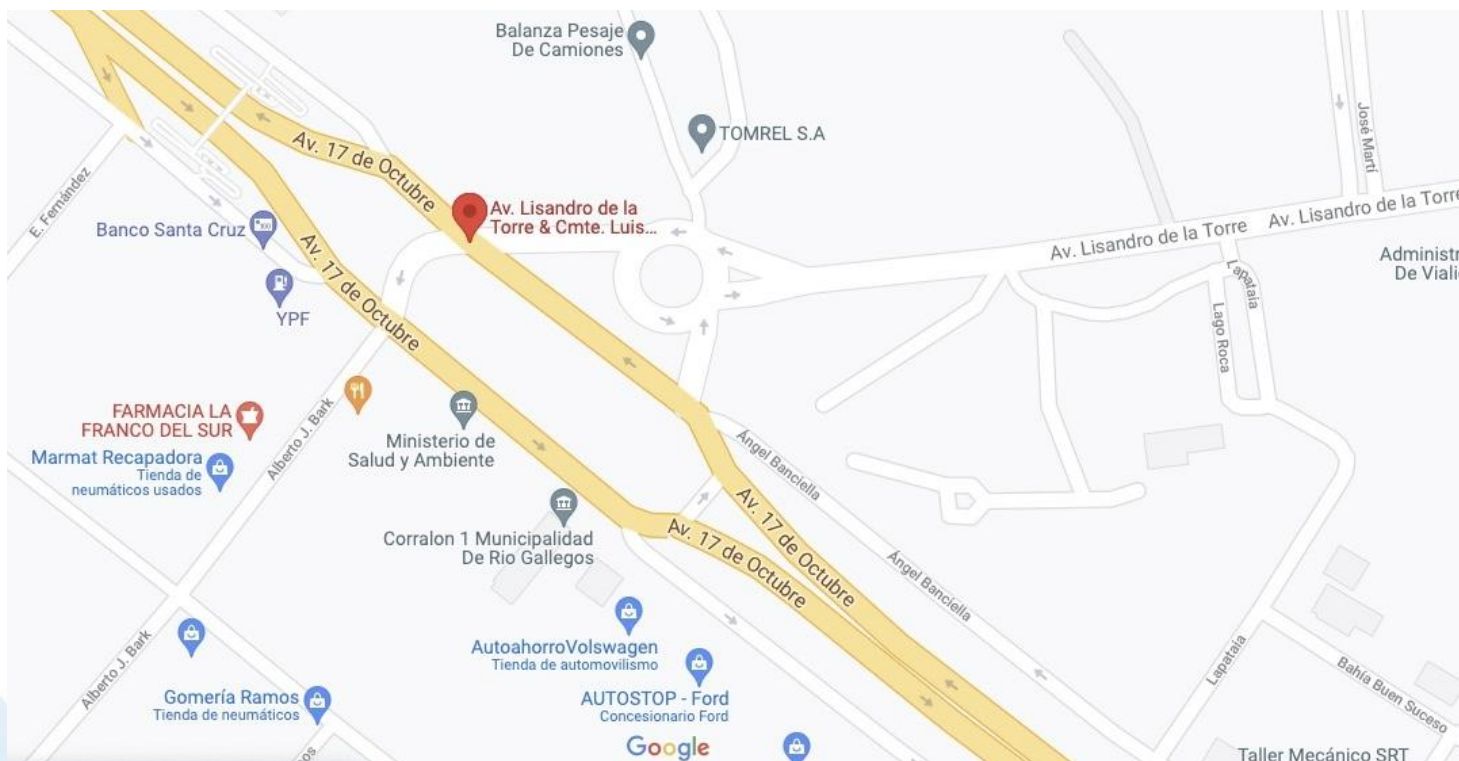 Balanza Pesaje
De Camiones
TOMREL S.A
José Martí
Av. 17 de Octubre
E. Fernández
Av. Lisandro de la
Torre & Cmte. Luis...
Av. Lisandro de la Torre
Av. Lisandro de la Torre
Banco Santa Cruz
Administr
De Viali
Lapataia
Av. 17 de Octubre
YPF
Lago Roca
FARMACIA LA
FRANCO DEL SUR
Alberto J. Bark
Ministerio de
Salud y Ambiente
Ángel Banciella
Marmat Recapadora
Tienda de
neumáticos usados
Av. 17 de Octubre
Av. 17 de Octubre
Corralon 1 Municipalidad
De Rio Gallegos
Ángel Banciella
AutoahorroVolswagen
Tienda de automovilismo
Alberto J. Bark
Lapataia
Bahía Buen Suceso
Gomería Ramos
Tienda de neumáticos
AUTOSTOP - Ford
Concesionario Ford
Google
Taller Mecánico SRT